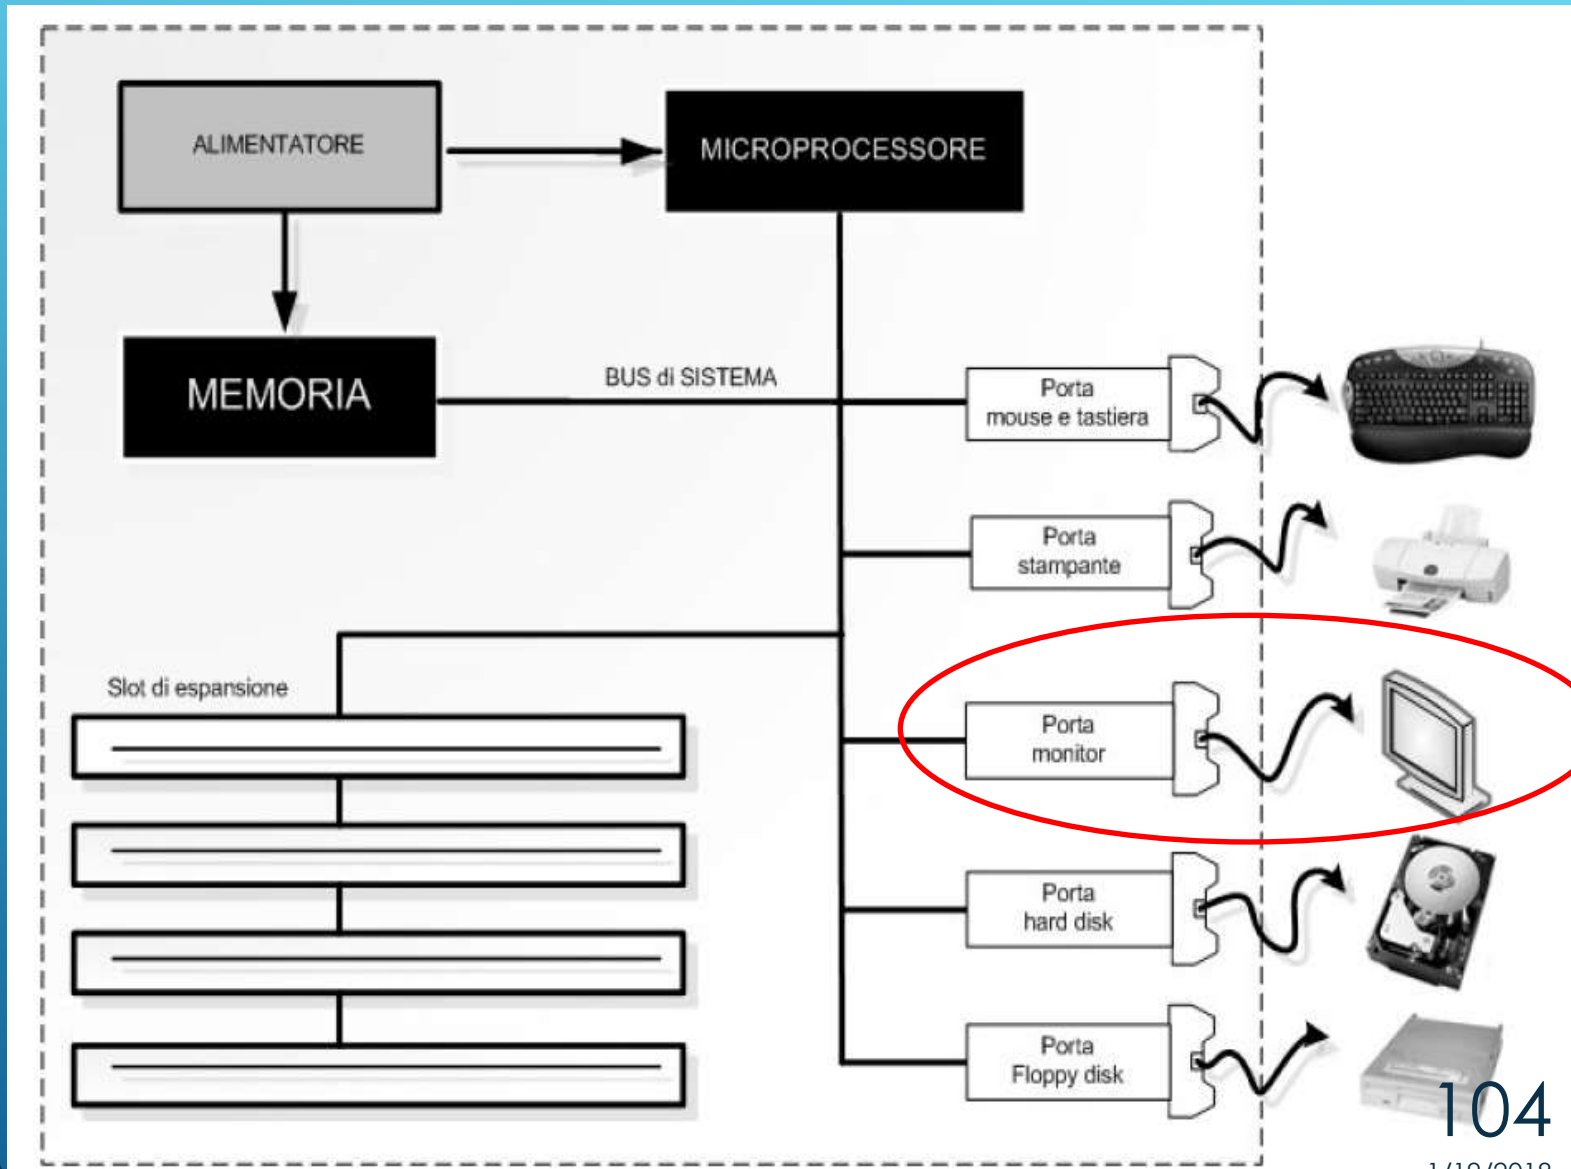 ALIMENTATORE
MICROPROCESSORE
MEMORIA
BUS di SISTEMA
Porta
mouse e tastiera
Porta
stampante
Slot di espansione
Porta
monitor
Porta
hard disk
Porta
Floppy disk
104